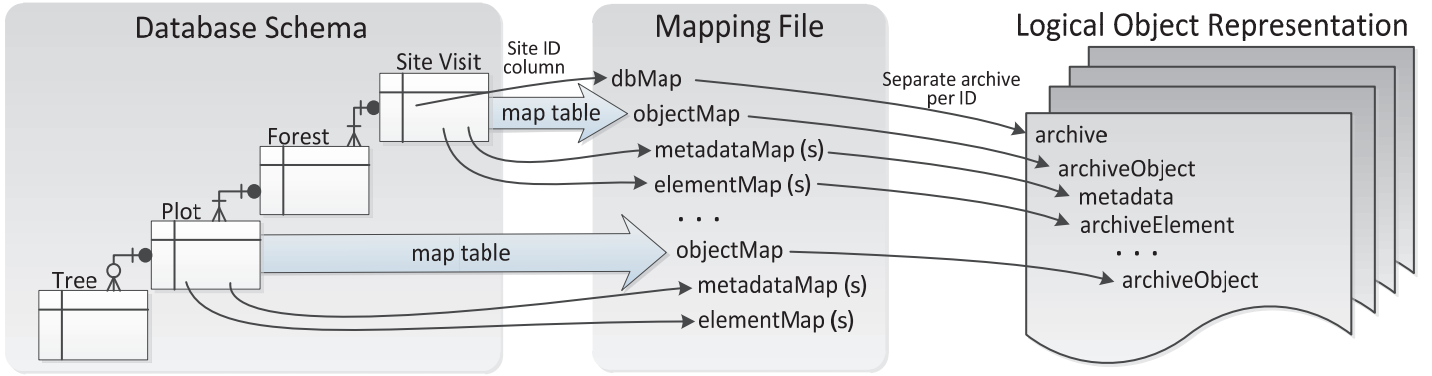 Database Schema
Mapping File
Logical Object Representation
Site Visit
Site ID
column
Forest
Plot
Tree
map table
map table
dbMap
objectMap
metadataMap (s)
elementMap (s)
. . .
objectMap
metadataMap (s)
elementMap (s)
Separate archive
per ID
archive
archiveObject
metadata
archiveElement
. . .
archiveObject